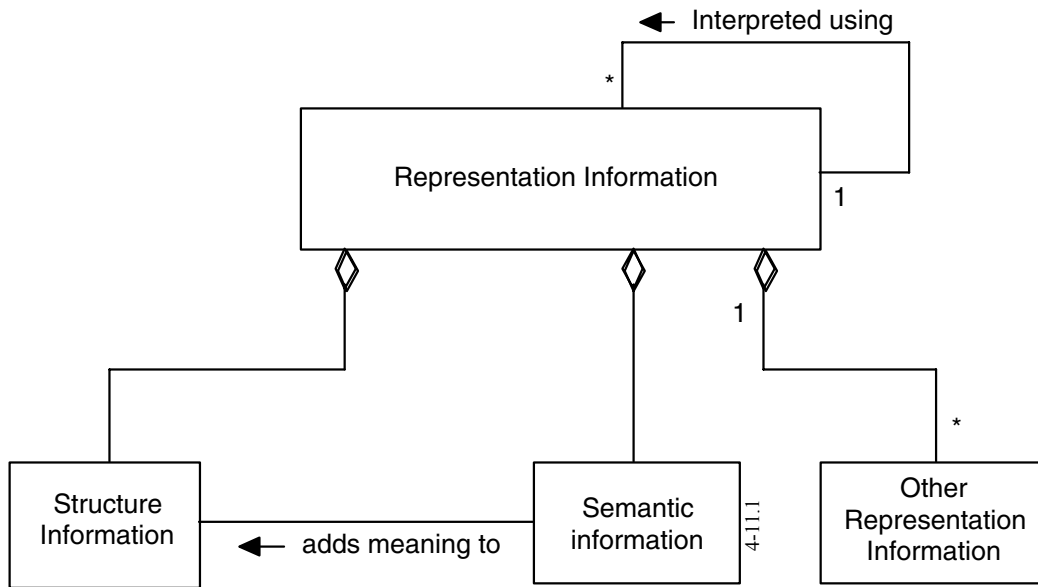 Interpreted using
*
Representation Information
1
1
*
Structure
Information
adds meaning to
Semantic
information
4-11.1
Other
Representation
Information